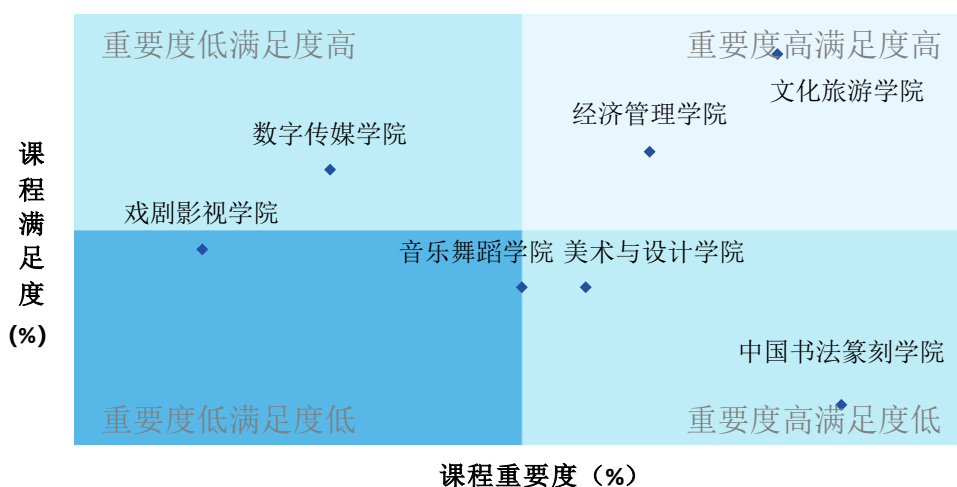 重要度低满足度高
重要度高满足度高
文化旅游学院
经济管理学院
数字传媒学院
戏剧影视学院
音乐舞蹈学院
美术与设计学院
中国书法篆刻学院
重要度低满足度低
重要度高满足度低
课程满足度(%)
课程重要度（%）